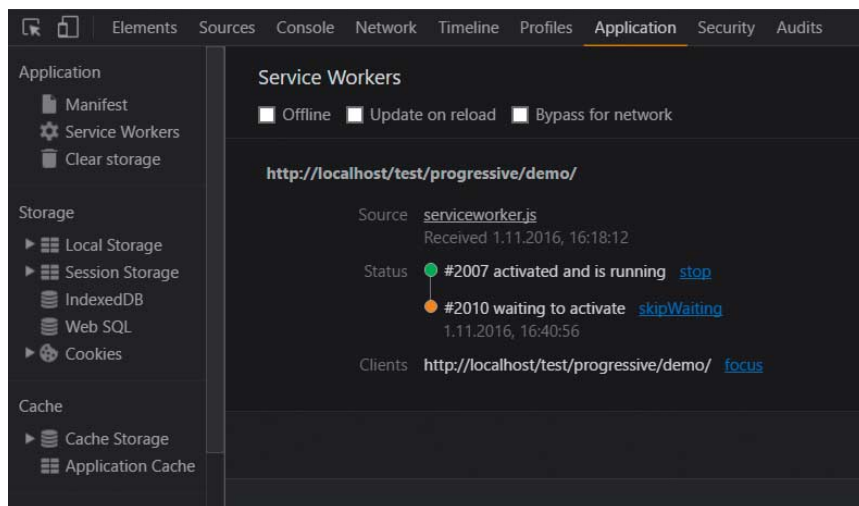 Elements Sources Console Network Timeline Profiles Application Security Audits
Application
Manifest
Service Workers
Clear storage
Storage
Local Storage
Session Storage
IndexedDB
Web SQL
Cookies
Cache
Cache Storage
Application Cache
Service Workers
Offline Update on reload Bypass for network
http://localhost/test/progressive/demo/
Source serviceworker.js
Received 1.11.2016, 16:18:12
Status #2007 activated and is running stop
#2010 waiting to activate skipWaiting
1.11.2016, 16:40:56
Clients http://localhost/test/progressive/demo/ focus